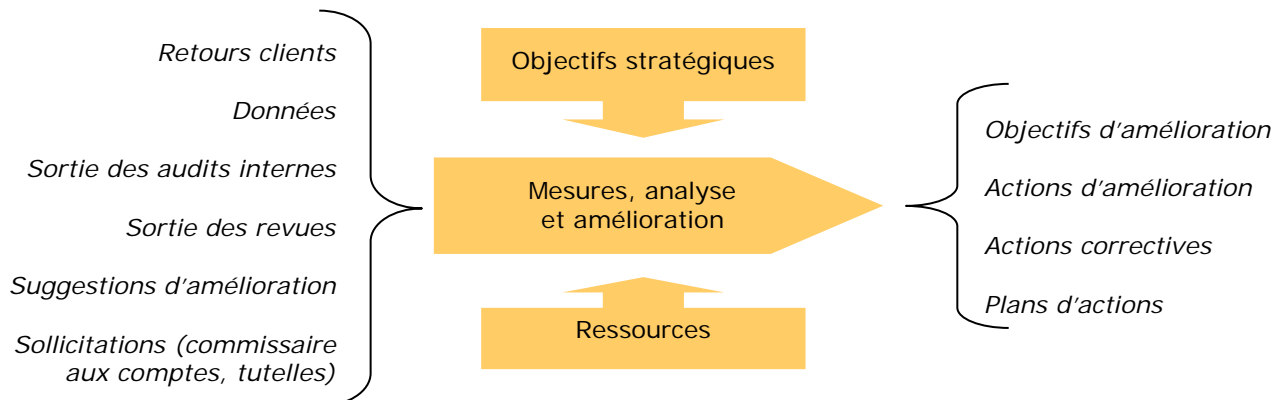 Retours clients
Données
Sortie des audits internes
Sortie des revues
Suggestions d'amélioration
Sollicitations (commissaire
aux comptes, tutelles)
Objectifs stratégiques
Mesures, analyse
et amélioration
Ressources
Objectifs d'amélioration
Actions d'amélioration
Actions correctives
Plans d'actions